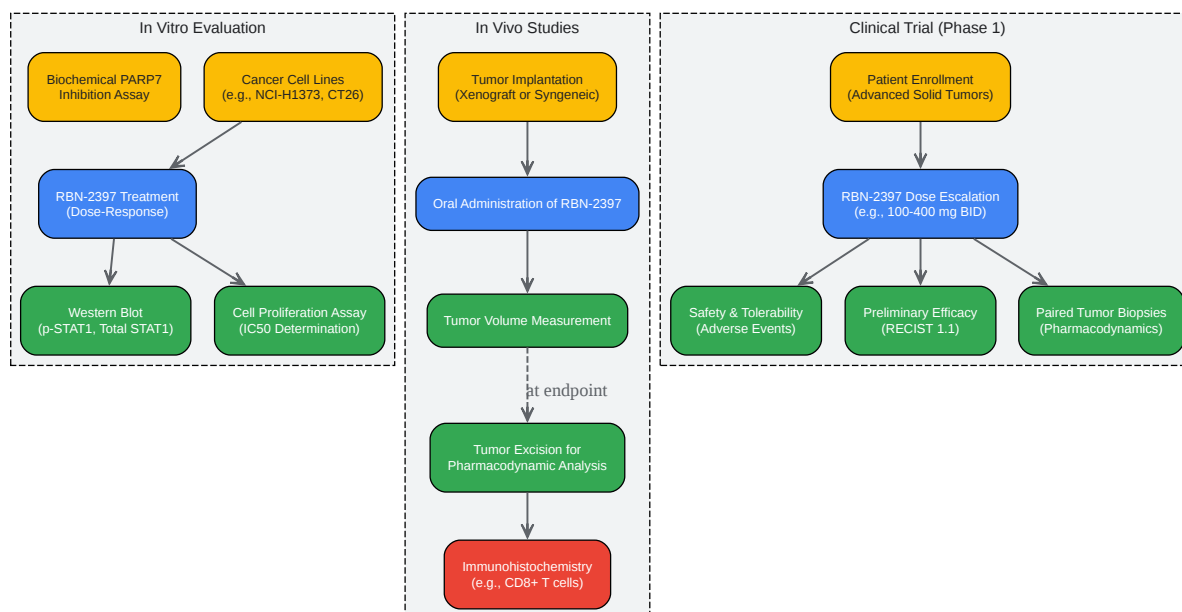 In Vitro Evaluation
Biochemical PARP7
Inhibition Assay
Cancer Cell Lines
(e.g., NCI-H1373, CT26)
RBN-2397 Treatment
(Dose-Response)
Western Blot
(p-STAT1, Total STAT1)
Cell Proliferation Assay
(IC50 Determination)
In Vivo Studies
Tumor Implantation
(Xenograft or Syngeneic)
Oral Administration of RBN-2397
Tumor Volume Measurement
at endpoint
Tumor Excision for
Pharmacodynamic Analysis
Immunohistochemistry
(e.g., CD8+ T cells)
Clinical Trial (Phase 1)
Patient Enrollment
(Advanced Solid Tumors)
RBN-2397 Dose Escalation
(e.g., 100-400 mg BID)
Safety & Tolerability
(Adverse Events)
Preliminary Efficacy
(RECIST 1.1)
Paired Tumor Biopsies
(Pharmacodynamics)